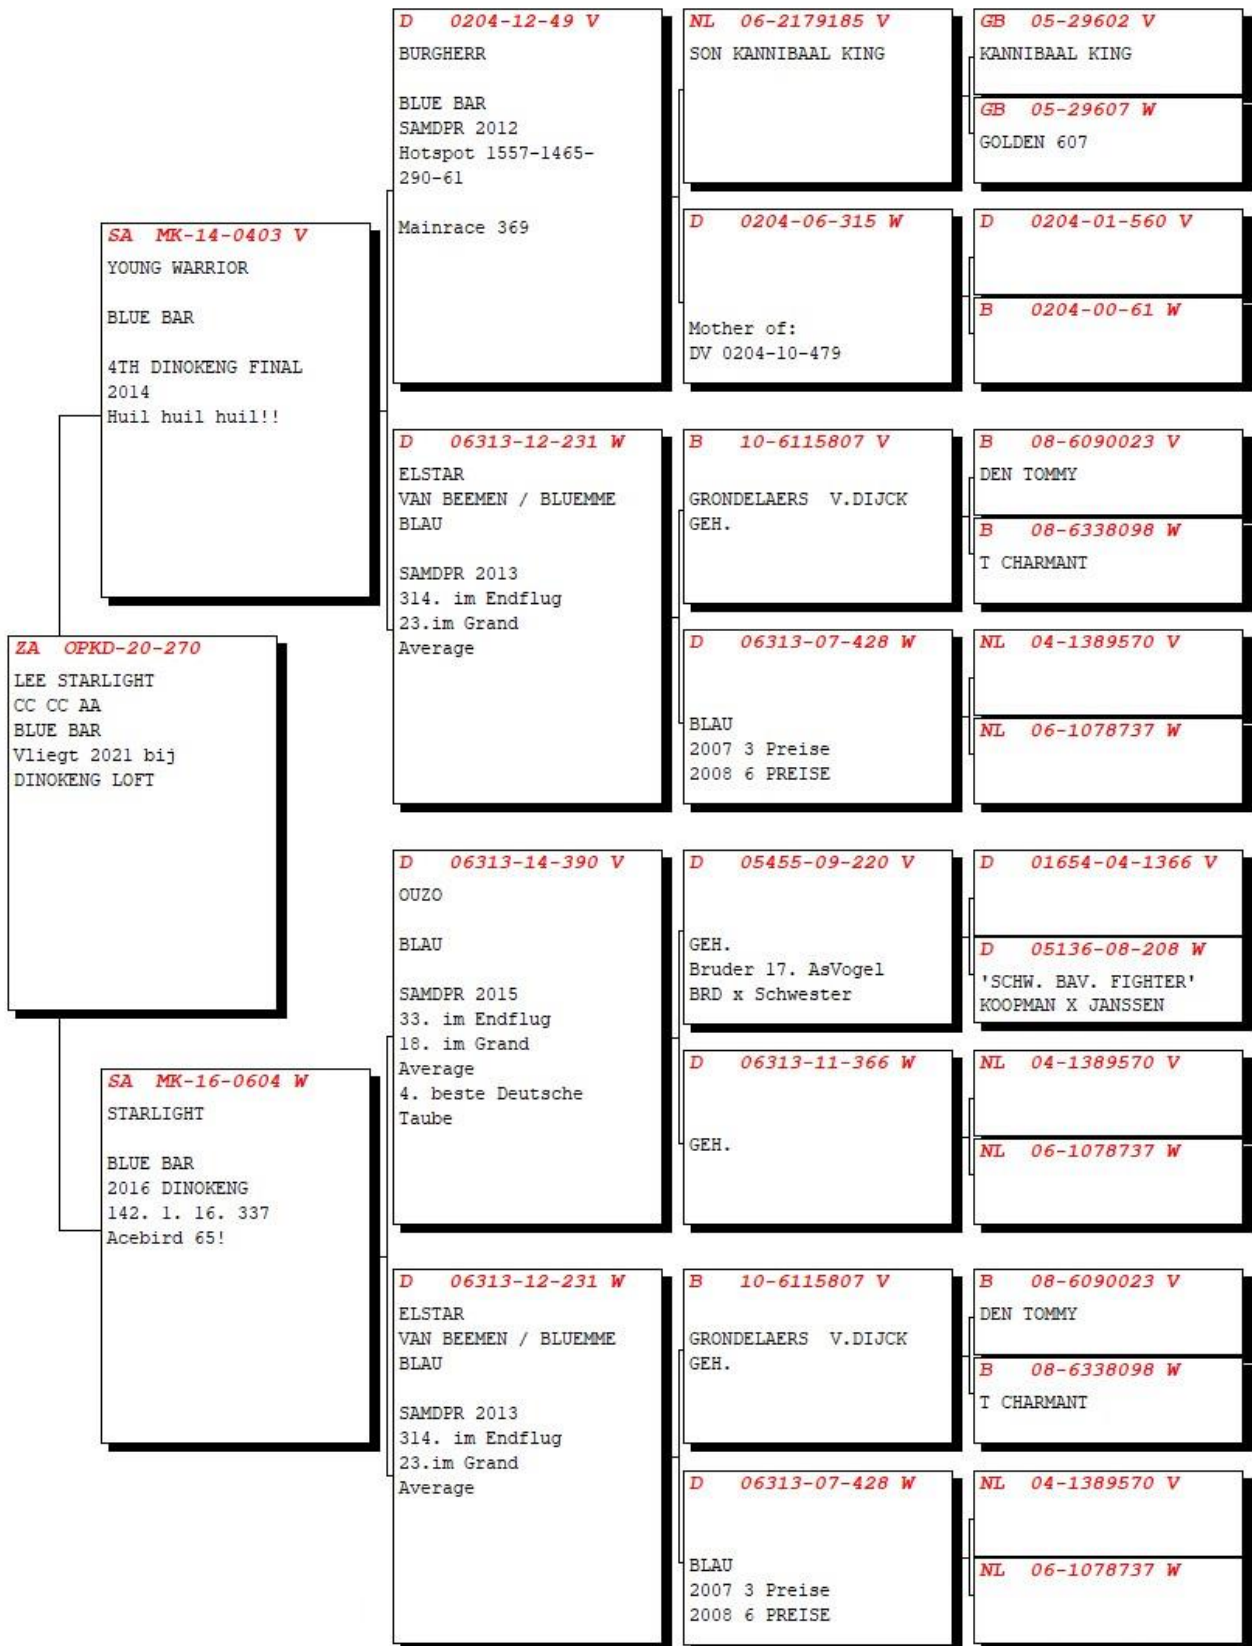 ZA OPKD-20-270
LEE STARLIGHT
CC CC AA
BLUE BAR
Vliegt 2021 bij
DINOKENG LOFT
SA MK-14-0403 V
YOUNG WARRIOR
BLUE BAR
4TH DINOKENG FINAL
2014
Huil huil huil!!
SA MK-16-0604 W
STARLIGHT
BLUE BAR
2016 DINOKENG
142. 1. 16. 337
Acebird 65!
D 0204-12-49 V
BURGHERR
BLUE BAR
SAMDPR 2012
Hotspot 1557-1465-
290-61
Mainrace 369
D 06313-12-231 W
ELSTAR
VAN BEEMEN / BLUEMME
BLAU
SAMDPR 2013
314. im Endflug
23.im Grand
Average
D 06313-14-390 V
OUZO
BLAU
SAMDPR 2015
33. im Endflug
18. im Grand
Average
4. beste Deutsche
Taube
D 06313-12-231 W
ELSTAR
VAN BEEMEN / BLUEMME
BLAU
SAMDPR 2013
314. im Endflug
23.im Grand
Average
NL 06-2179185 V
SON KANNIBAAL KING
D 0204-06-315 W
Mother of:
DV 0204-10-479
B 10-6115807 V
GRONDELAERS V.DIJCK
GEH.
D 06313-07-428 W
BLAU
2007 3 Preise
2008 6 PREISE
D 05455-09-220 V
GEH.
Bruder 17. AsVogel
BRD x Schwester
D 06313-11-366 W
GEH.
B 10-6115807 V
GRONDELAERS V.DIJCK
GEH.
D 06313-07-428 W
BLAU
2007 3 Preise
2008 6 PREISE
GB 05-29602 V
KANNIBAAL KING
GB 05-29607 W
GOLDEN 607
D 0204-01-560 V
B 0204-00-61 W
B 08-6090023 V
DEN TOMMY
B 08-6338098 W
T CHARMANT
NL 04-1389570 V
NL 06-1078737 W
D 01654-04-1366 V
D 05136-08-208 W
'SCHW. BAV. FIGHTER'
KOOPMAN X JANSSEN
NL 04-1389570 V
NL 06-1078737 W
B 08-6090023 V
DEN TOMMY
B 08-6338098 W
T CHARMANT
NL 04-1389570 V
NL 06-1078737 W